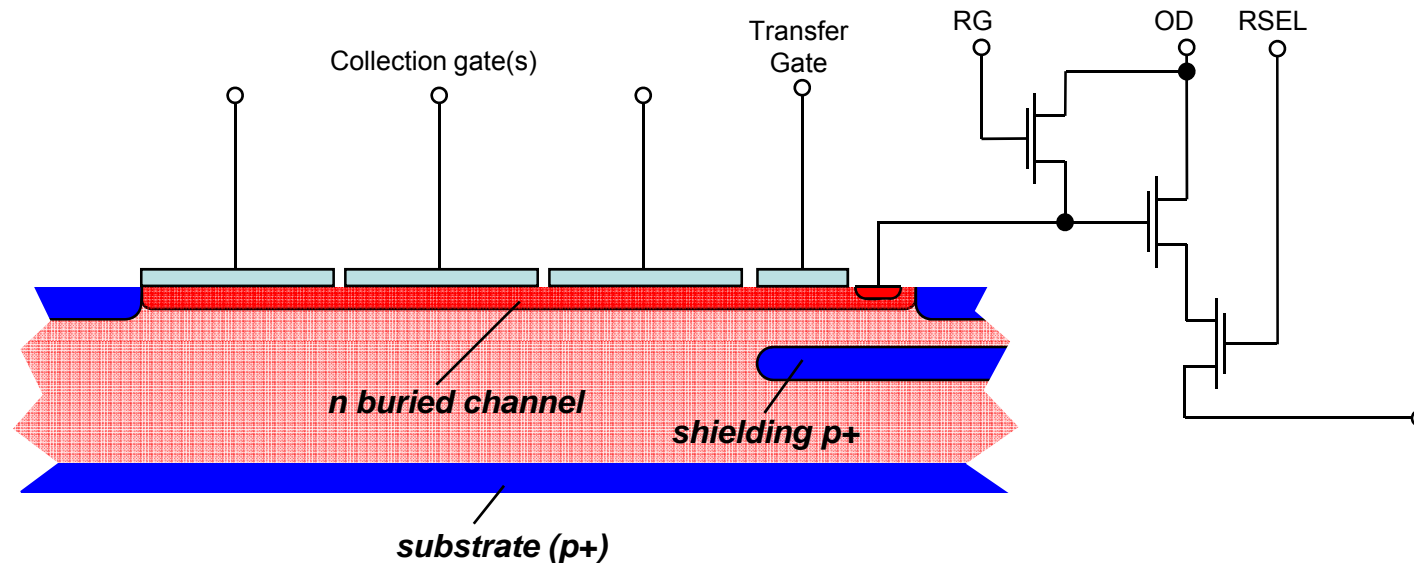 RG
OD
RSEL
Transfer
Gate
Collection gate(s)
n buried channel
shielding p+
substrate (p+)